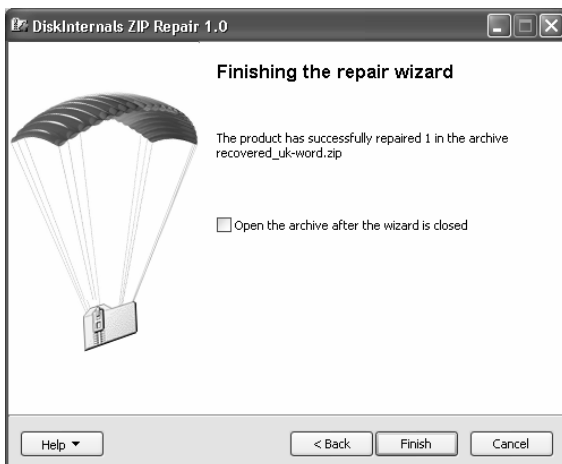 DiskInternals ZIP Repair 1.0
Finishing the repair wizard
The product has successfully repaired 1 in the archive
recovered_uk-word.zip
Open the archive after the wizard is closed
Help
< Back
Finish
Cancel